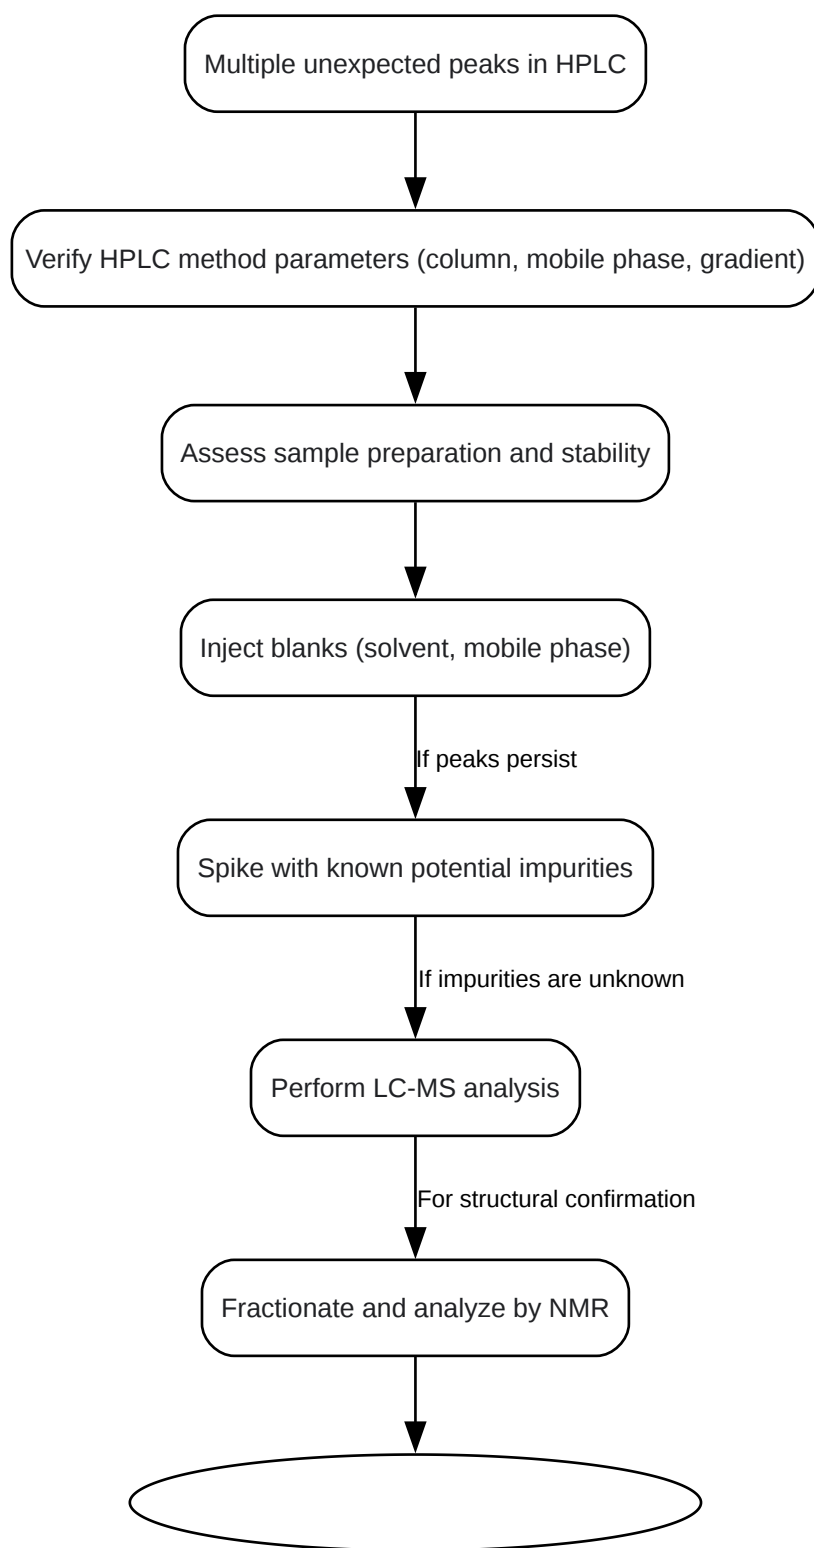 Multiple unexpected peaks in HPLC
Verify HPLC method parameters (column, mobile phase, gradient)
Assess sample preparation and stability
Inject blanks (solvent, mobile phase)
If peaks persist
Spike with known potential impurities
If impurities are unknown
Perform LC-MS analysis
For structural confirmation
Fractionate and analyze by NMR